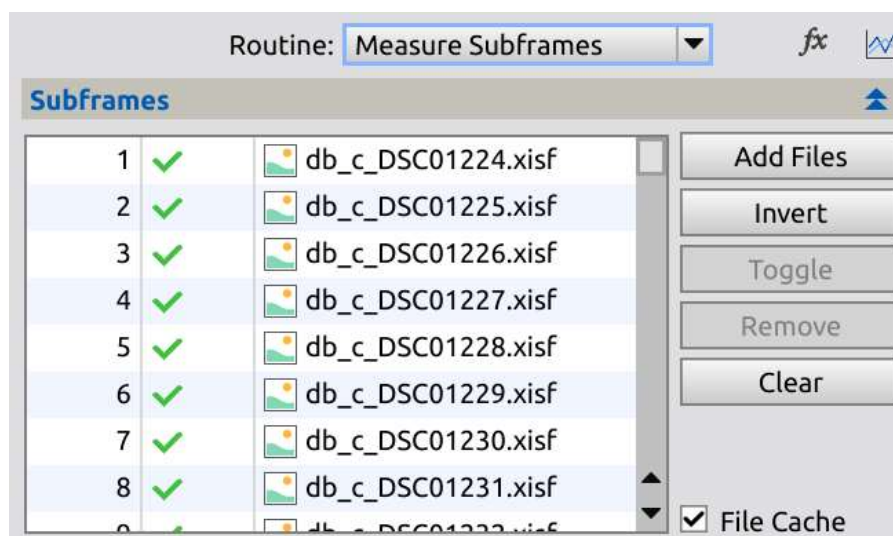 Routine: Measure Subframes fx
Subframes
1 db_c_DSC01224.xisf Add Files
2 db_c_DSC01225.xisf Invert
3 db_c_DSC01226.xisf Toggle
4 db_c_DSC01227.xisf Remove
5 db_c_DSC01228.xisf
6 db_c_DSC01229.xisf Clear
7 db_c_DSC01230.xisf
8 db_c_DSC01231.xisf
File Cache